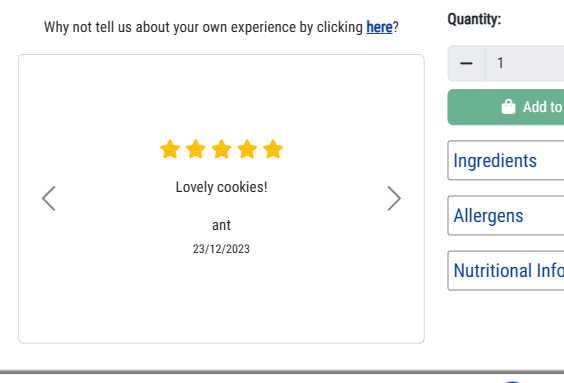 Why not tell us about your own experience by clicking here?
Lovely cookies!
ant
23/12/2023
Quantity:
1
Add to
Ingredients
Allergens
Nutritional Info